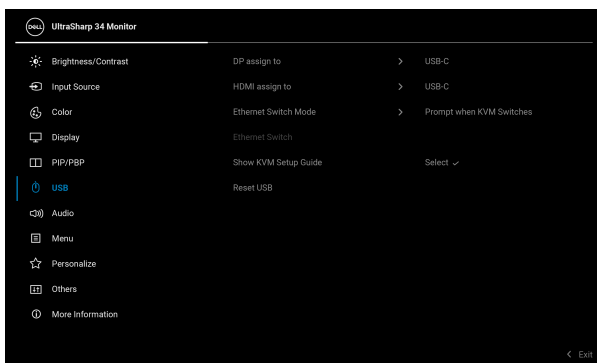 DELL UltraSharp 34 Monitor
Brightness/Contrast DP assign to > USB-C
Input Source HDMI assign to > USB-C
Color Ethernet Switch Mode > Prompt when KVM Switches
Display Ethernet Switch
PIP/PBP Show KVM Setup Guide Select ✓
USB Reset USB
Audio
Menu
Personalize
Others
More Information
< Exit